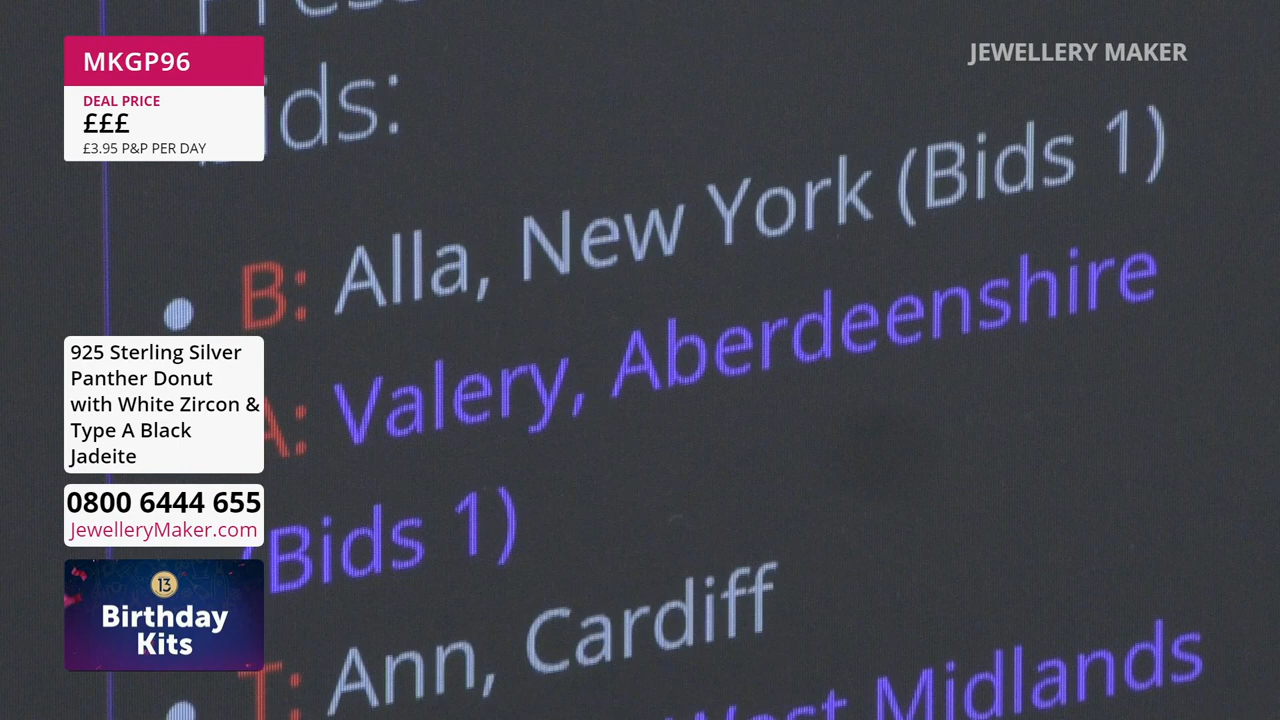 MKGP96
DEAL PRICE
£££
£3.95 P&P PER DAY
JEWELLERY MAKER
ids:
B: Alla, New York (Bids 1)
A: Valery, Aberdeenshire
(Bids 1)
T: Ann, Cardiff
West Midlands
925 Sterling Silver
Panther Donut
with White Zircon &
Type A Black
Jadeite
0800 6444 655
JewelleryMaker.com
13
Birthday
Kits